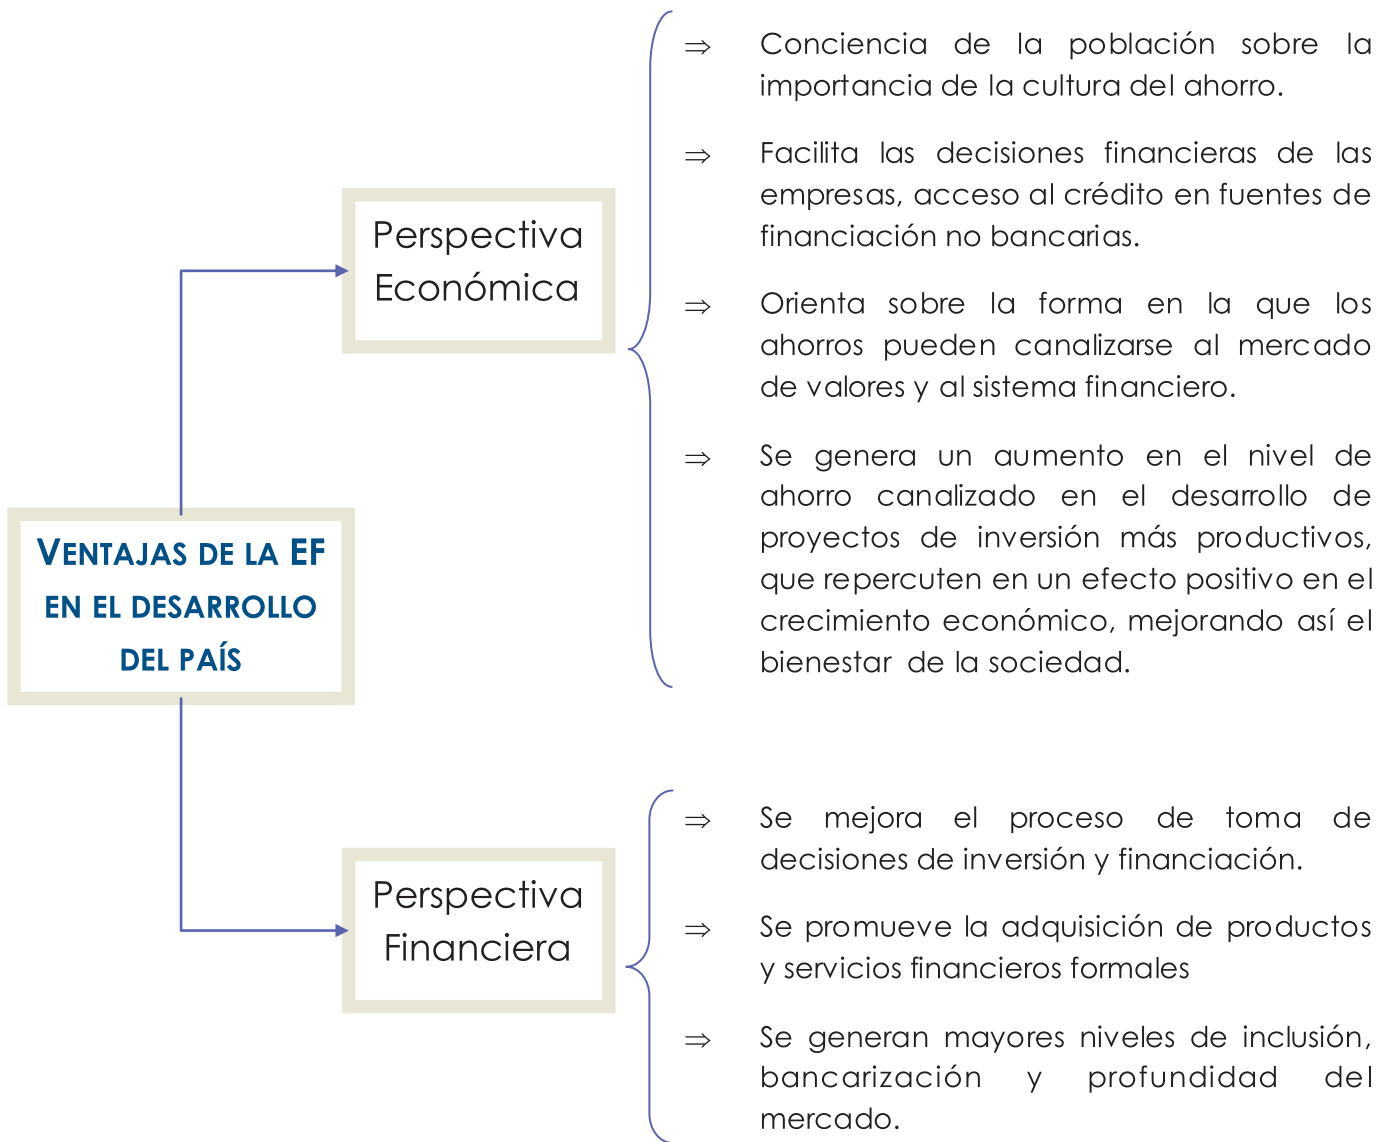 VENTAJAS DE LA EF
EN EL DESARROLLO
DEL PAÍS
Perspectiva
Económica
⇒ Conciencia de la población sobre la
importancia de la cultura del ahorro.
⇒ Facilita las decisiones financieras de las
empresas, acceso al crédito en fuentes de
financiación no bancarias.
⇒ Orienta sobre la forma en la que los
ahorros pueden canalizarse al mercado
de valores y al sistema financiero.
⇒ Se genera un aumento en el nivel de
ahorro canalizado en el desarrollo de
proyectos de inversión más productivos,
que repercuten en un efecto positivo en el
crecimiento económico, mejorando así el
bienestar de la sociedad.
Perspectiva
Financiera
⇒ Se mejora el proceso de toma de
decisiones de inversión y financiación.
⇒ Se promueve la adquisición de productos
y servicios financieros formales
⇒ Se generan mayores niveles de inclusión,
bancarización y profundidad del
mercado.